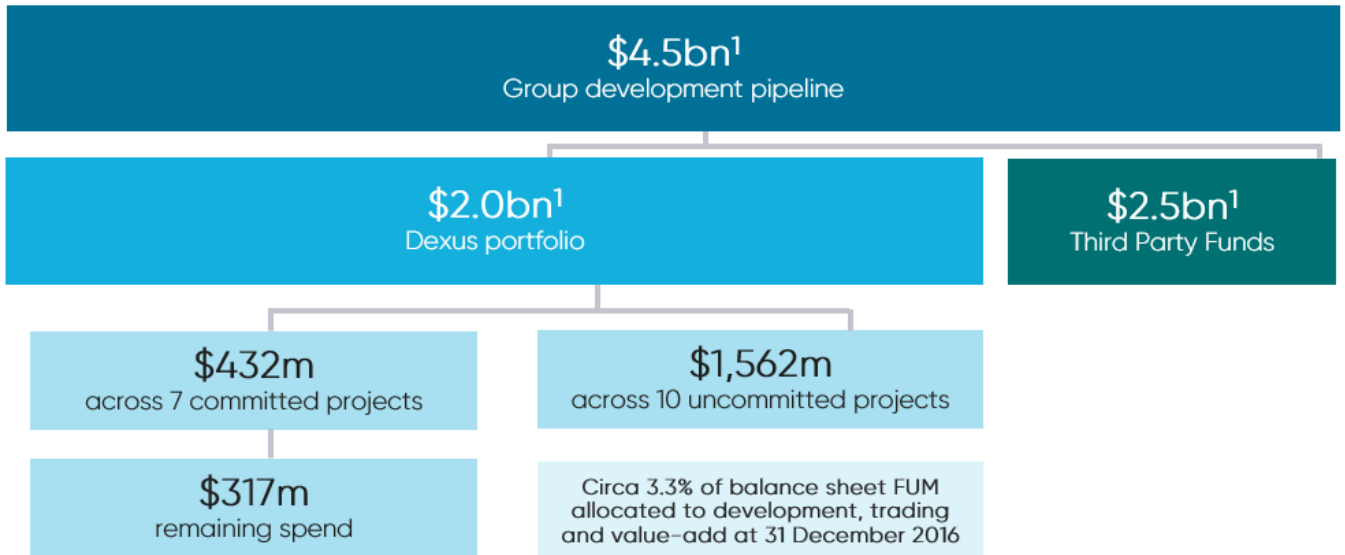 $4.5bn¹
Group development pipeline
$2.0bn¹
Dexus portfolio
$2.5bn¹
Third Party Funds
$432m
across 7 committed projects
$1,562m
across 10 uncommitted projects
$317m
remaining spend
Circa 3.3% of balance sheet FUM
allocated to development, trading
and value-add at 31 December 2016